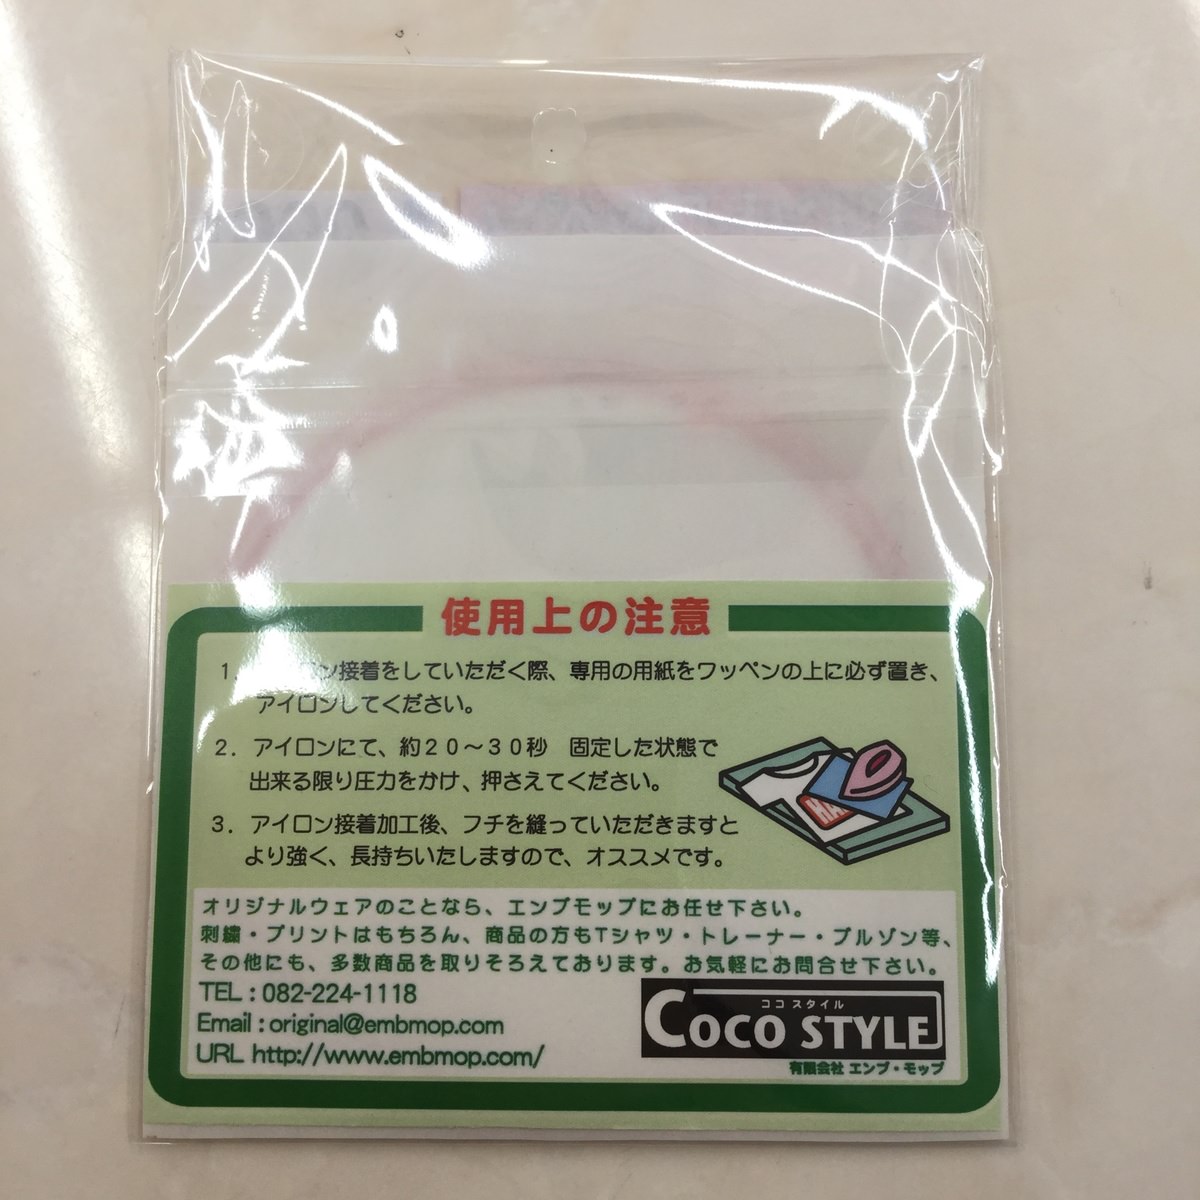 使用上の注意
1. ロン接着をしていただく際、専用の用紙をワッペンの上に必ず置き、
アイロンしてください。
2. アイロンにて、約20～30秒 固定した状態で
出来る限り圧力をかけ、押さえてください。
3. アイロン接着加工後、フチを縫っていただきますと
より強く、長持ちいたしますので、オススメです。
オリジナルウェアのことなら、エンブモップにお任せ下さい。
刺繍・プリントはもちろん、商品の方もTシャツ・トレーナー・ブルゾン等、
その他にも、多数商品を取りそろえております。お気軽にお問合せ下さい。
TEL : 082-224-1118
Email : original@embmop.com
URL http://www.embmop.com/
ココスタイル
COCO STYLE
有限会社 エンブ・モップ